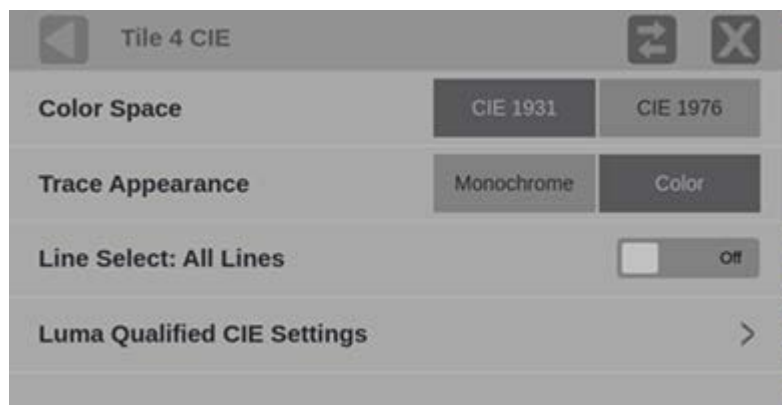 Tile 4 CIE
Color Space CIE 1931 CIE 1976
Trace Appearance Monochrome Color
Line Select: All Lines Off
Luma Qualified CIE Settings